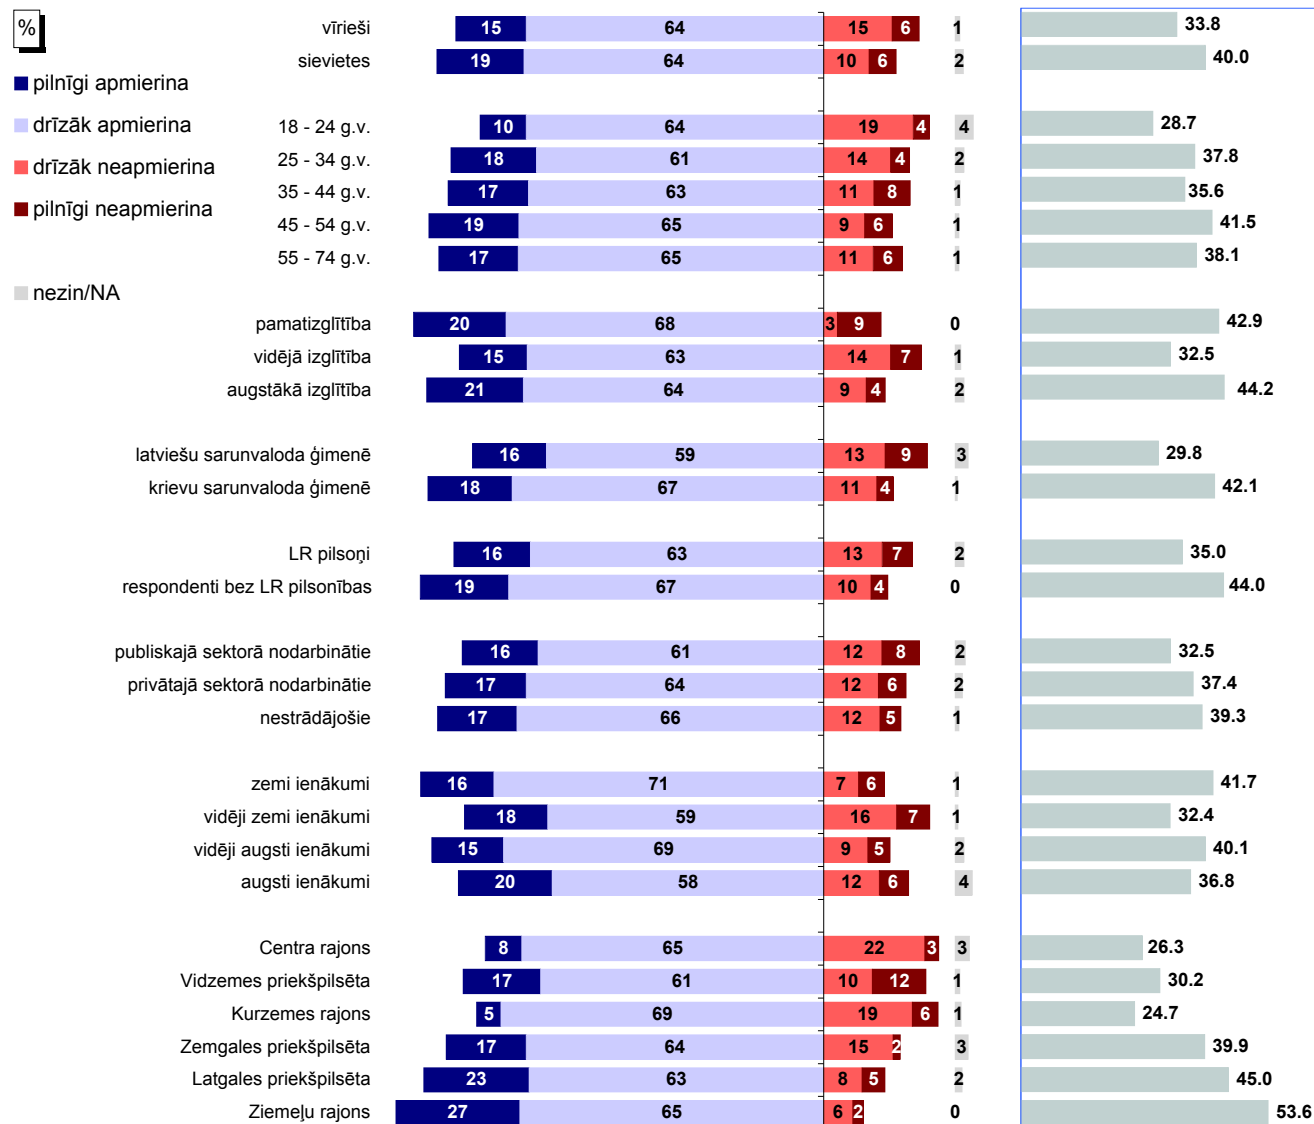 %
pilnīgi apmierina
drīzāk apmierina
drīzāk neapmierina
pilnīgi neapmierina
nezin/NA
vīrieši 15 64 15 6 1 33.8
sievietes 19 64 10 6 2 40.0
18 - 24 g.v. 10 64 19 4 4 28.7
25 - 34 g.v. 18 61 14 4 2 37.8
35 - 44 g.v. 17 63 11 8 1 35.6
45 - 54 g.v. 19 65 9 6 1 41.5
55 - 74 g.v. 17 65 11 6 1 38.1
pamatizglītība 20 68 3 9 0 42.9
vidējā izglītība 15 63 14 7 1 32.5
augstākā izglītība 21 64 9 4 2 44.2
latviešu sarunvaloda ģimenē 16 59 13 9 3 29.8
krievu sarunvaloda ģimenē 18 67 11 4 1 42.1
LR pilsoņi 16 63 13 7 2 35.0
respondenti bez LR pilsonības 19 67 10 4 0 44.0
publiskajā sektorā nodarbinātie 16 61 12 8 2 32.5
privātajā sektorā nodarbinātie 17 64 12 6 2 37.4
nestrādājošie 17 66 12 5 1 39.3
zemi ienākumi 16 71 7 6 1 41.7
vidēji zemi ienākumi 18 59 16 7 1 32.4
vidēji augsti ienākumi 15 69 9 5 2 40.1
augsti ienākumi 20 58 12 6 4 36.8
Centra rajons 8 65 22 3 3 26.3
Vidzemes priekšpilsēta 17 61 10 12 1 30.2
Kurzemes rajons 5 69 19 6 1 24.7
Zemgales priekšpilsēta 17 64 15 2 3 39.9
Latgales priekšpilsēta 23 63 8 5 2 45.0
Ziemeļu rajons 27 65 6 2 0 53.6